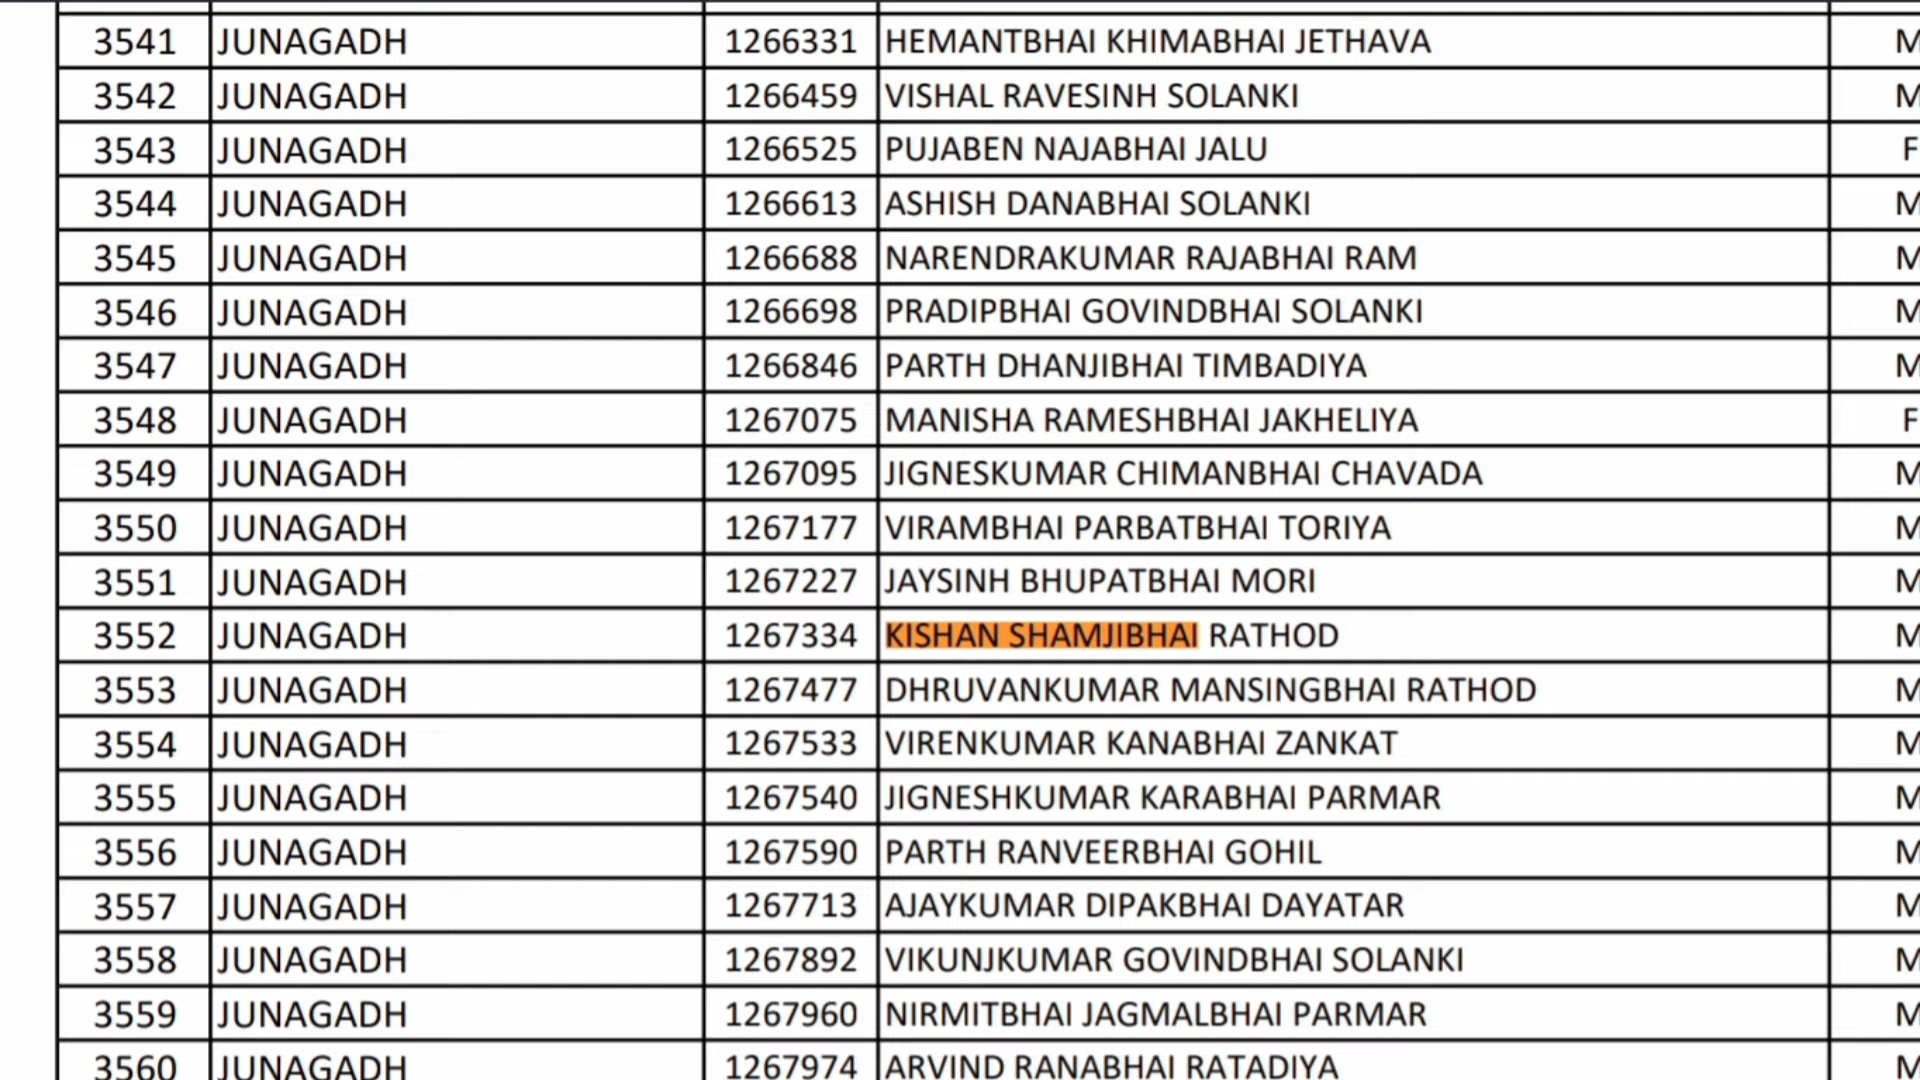 3541 JUNAGADH 1266331 HEMANTBHAI KHIMABHAI JETHAVA M
3542 JUNAGADH 1266459 VISHAL RAVESINH SOLANKI M
3543 JUNAGADH 1266525 PUJABEN NAJABHAI JALU F
3544 JUNAGADH 1266613 ASHISH DANABHAI SOLANKI M
3545 JUNAGADH 1266688 NARENDRAKUMAR RAJABHAI RAM M
3546 JUNAGADH 1266698 PRADIPBHAI GOVINDBHAI SOLANKI M
3547 JUNAGADH 1266846 PARTH DHANJIBHAI TIMBADIYA M
3548 JUNAGADH 1267075 MANISHA RAMESHBHAI JAKHELIYA F
3549 JUNAGADH 1267095 JIGNESKUMAR CHIMANBHAI CHAVADA M
3550 JUNAGADH 1267177 VIRAMBHAI PARBATBHAI TORIYA M
3551 JUNAGADH 1267227 JAYSINH BHUPATBHAI MORI M
3552 JUNAGADH 1267334 KISHAN SHAMJIBHAI RATHOD M
3553 JUNAGADH 1267477 DHRUVANKUMAR MANSINGBHAI RATHOD M
3554 JUNAGADH 1267533 VIRENKUMAR KANABHAI ZANKAT M
3555 JUNAGADH 1267540 JIGNESHKUMAR KARABHAI PARMAR M
3556 JUNAGADH 1267590 PARTH RANVEERBHAI GOHIL M
3557 JUNAGADH 1267713 AJAYKUMAR DIPAKBHAI DAYATAR M
3558 JUNAGADH 1267892 VIKUNJKUMAR GOVINDBHAI SOLANKI M
3559 JUNAGADH 1267960 NIRMITBHAI JAGMALBHAI PARMAR M
3560 JUNAGADH 1267974 ARVIND RANABHAI RATADIYA M